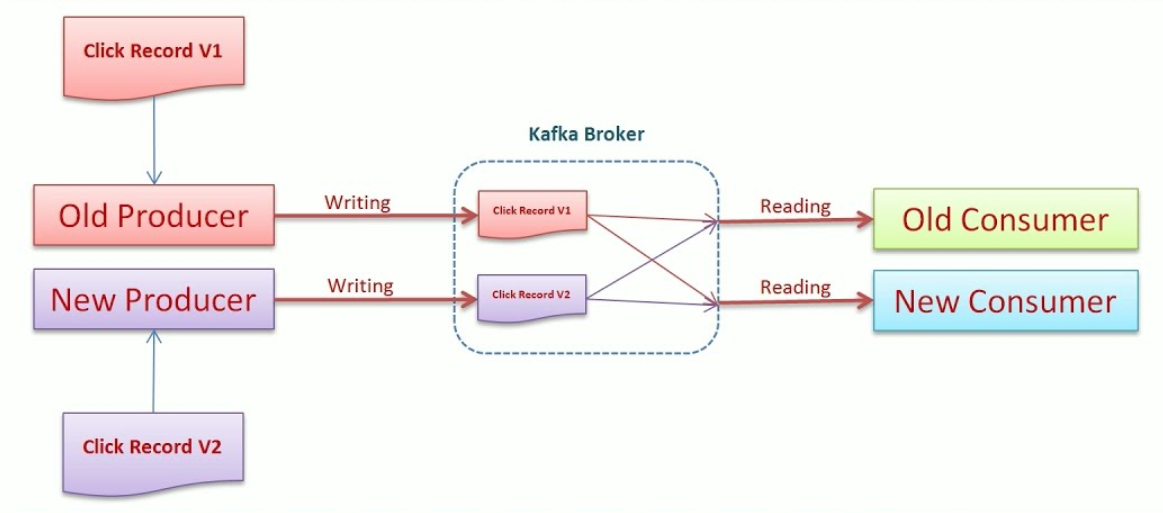 Click Record V1
Kafka Broker
Old Producer
Writing
Click Record V1
Reading
Old Consumer
New Producer
Writing
Click Record V2
Reading
New Consumer
Click Record V2